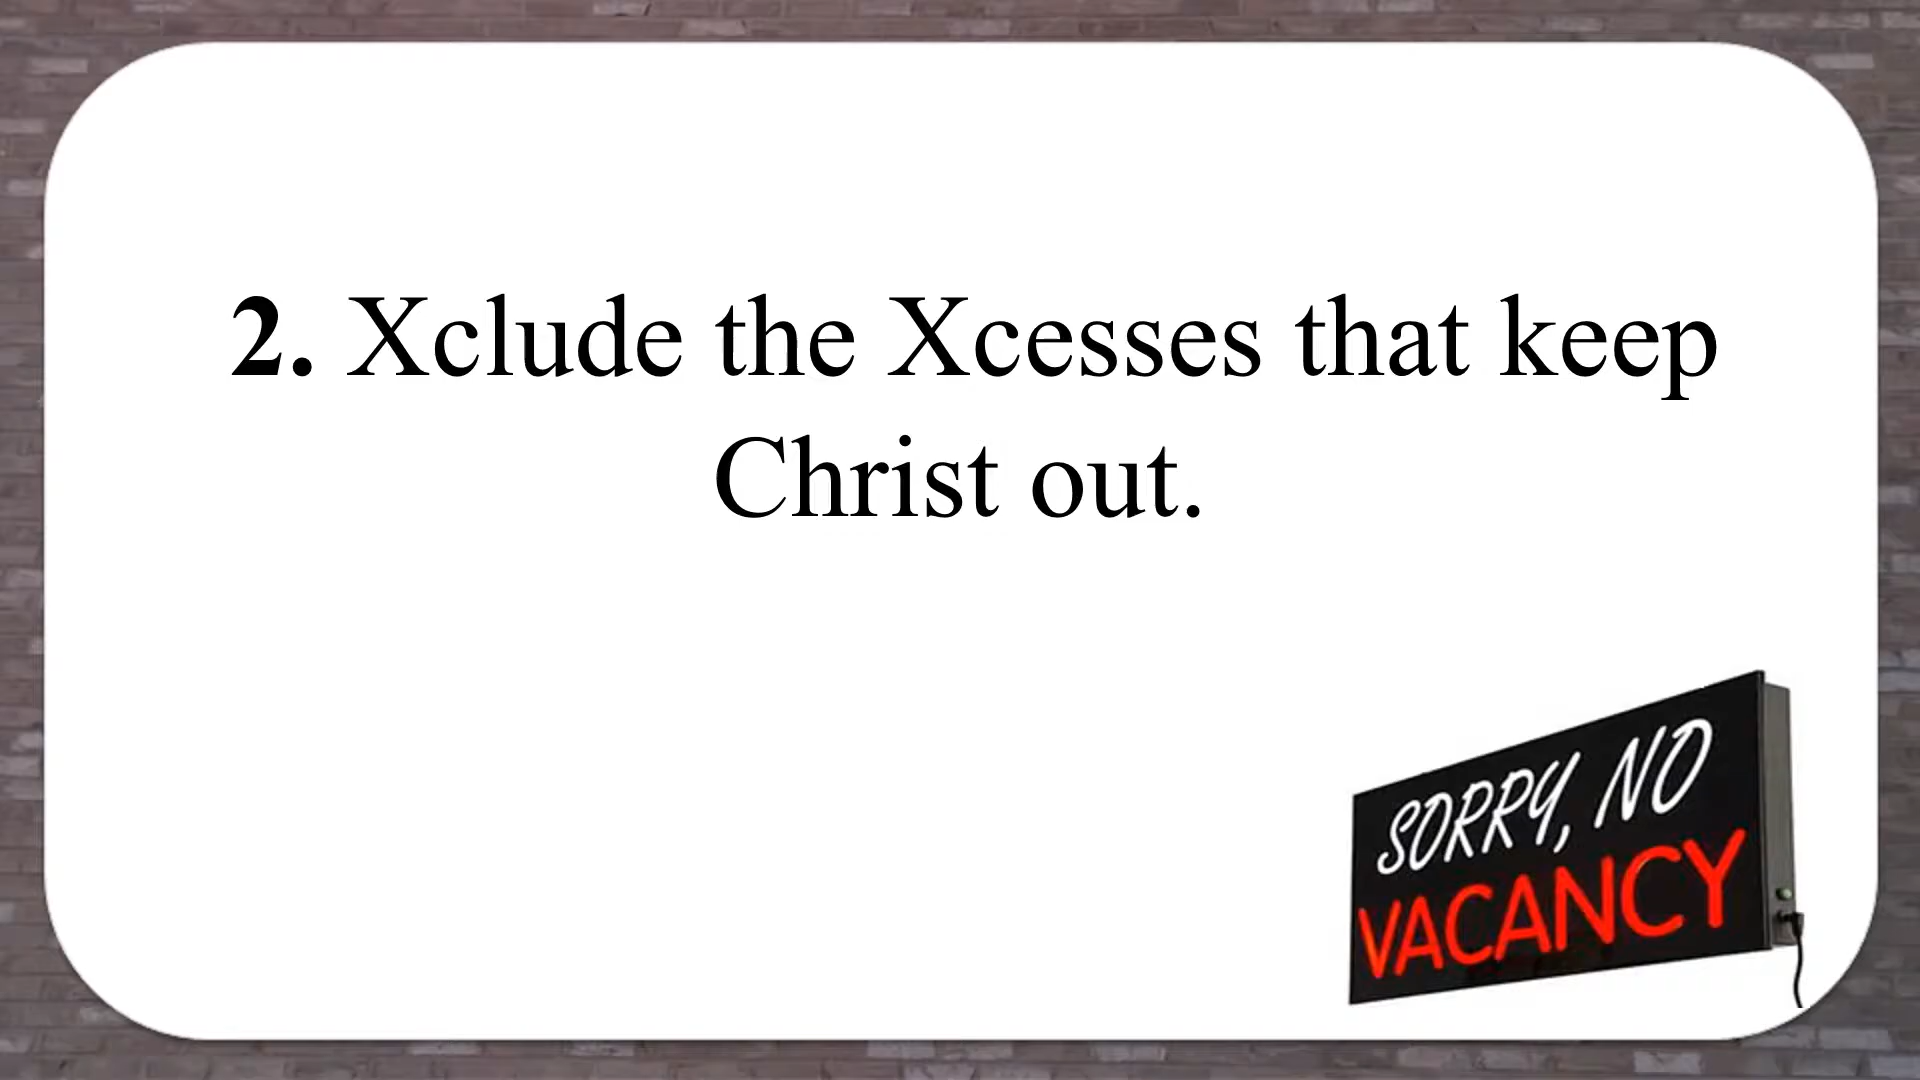 2. Xclude the Xcesses that keep
Christ out.
SORRY, NO
VACANCY